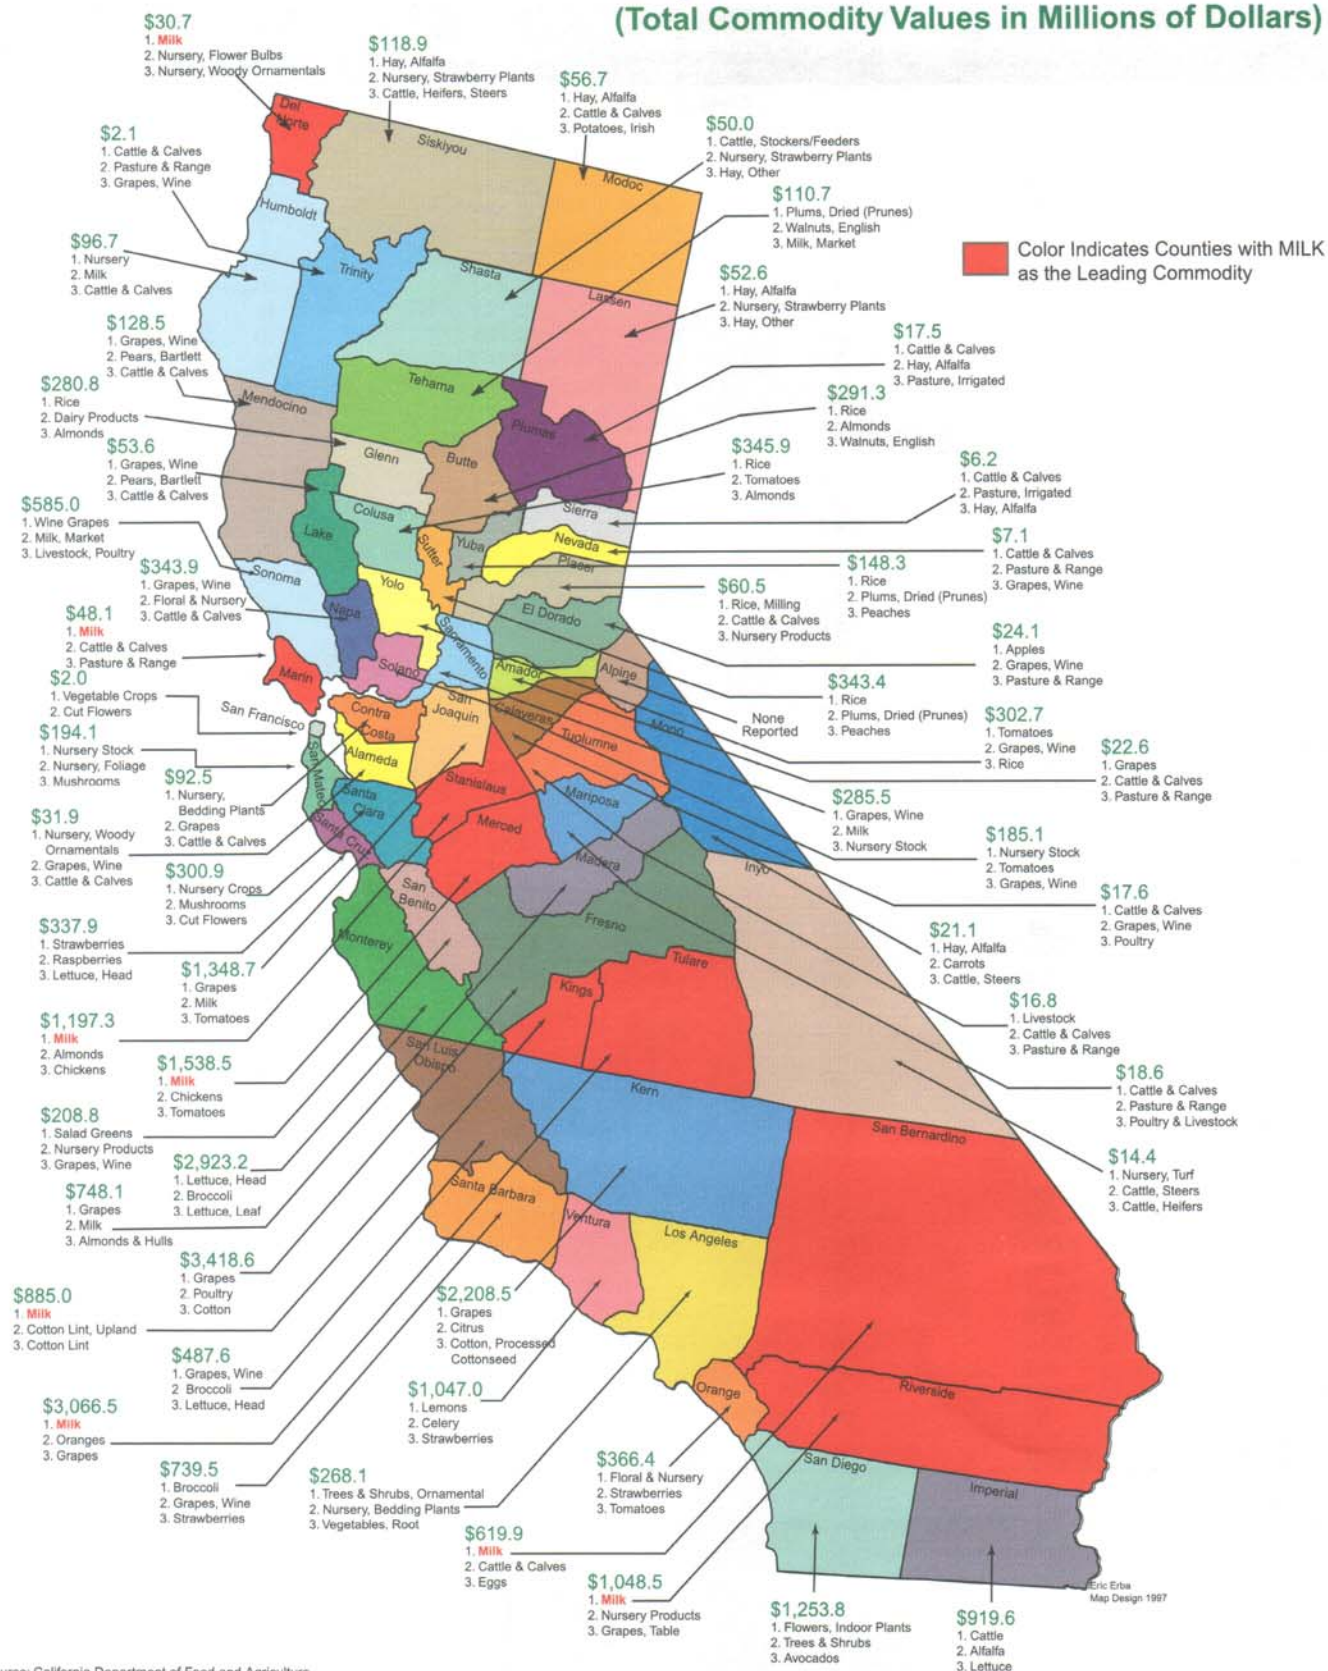 (Total Commodity Values in Millions of Dollars)
$30.7
1. Milk
2. Nursery, Flower Bulbs
3. Nursery, Woody Ornamentals
$118.9
1. Hay, Alfalfa
2. Nursery, Strawberry Plants
3. Cattle, Heifers, Steers
$56.7
1. Hay, Alfalfa
2. Cattle & Calves
3. Potatoes, Irish
$50.0
1. Cattle, Stockers/Feeders
2. Nursery, Strawberry Plants
3. Hay, Other
$110.7
1. Plums, Dried (Prunes)
2. Walnuts, English
3. Milk, Market
Color Indicates Counties with MILK
as the Leading Commodity
$52.6
1. Hay, Alfalfa
2. Nursery, Strawberry Plants
3. Hay, Other
$17.5
1. Cattle & Calves
2. Hay, Alfalfa
3. Pasture, Irrigated
$291.3
1. Rice
2. Almonds
3. Walnuts, English
$345.9
1. Rice
2. Tomatoes
3. Almonds
$6.2
1. Cattle & Calves
2. Pasture, Irrigated
3. Hay, Alfalfa
$7.1
1. Cattle & Calves
2. Pasture & Range
3. Grapes, Wine
$148.3
1. Rice
2. Plums, Dried (Prunes)
3. Peaches
$60.5
1. Rice, Milling
2. Cattle & Calves
3. Nursery Products
$24.1
1. Apples
2. Grapes, Wine
3. Pasture & Range
$343.4
1. Rice
2. Plums, Dried (Prunes)
3. Peaches
None
Reported
$302.7
1. Tomatoes
2. Grapes, Wine
3. Rice
$22.6
1. Grapes
2. Cattle & Calves
3. Pasture & Range
$285.5
1. Grapes, Wine
2. Milk
3. Nursery Stock
$185.1
1. Nursery Stock
2. Tomatoes
3. Grapes, Wine
$17.6
1. Cattle & Calves
2. Grapes, Wine
3. Poultry
$21.1
1. Hay, Alfalfa
2. Carrots
3. Cattle, Steers
$16.8
1. Livestock
2. Cattle & Calves
3. Pasture & Range
$18.6
1. Cattle & Calves
2. Pasture & Range
3. Poultry & Livestock
$14.4
1. Nursery, Turf
2. Cattle, Steers
3. Cattle, Heifers
$2.1
1. Cattle & Calves
2. Pasture & Range
3. Grapes, Wine
$96.7
1. Nursery
2. Milk
3. Cattle & Calves
$128.5
1. Grapes, Wine
2. Pears, Bartlett
3. Cattle & Calves
$280.8
1. Rice
2. Dairy Products
3. Almonds
$53.6
1. Grapes, Wine
2. Pears, Bartlett
3. Cattle & Calves
$585.0
1. Wine Grapes
2. Milk, Market
3. Livestock, Poultry
$343.9
1. Grapes, Wine
2. Floral & Nursery
3. Cattle & Calves
$48.1
1. Milk
2. Cattle & Calves
3. Pasture & Range
$2.0
1. Vegetable Crops
2. Cut Flowers
San Francisco
$194.1
1. Nursery Stock
2. Nursery, Foliage
3. Mushrooms
$92.5
1. Nursery,
Bedding Plants
2. Grapes
3. Cattle & Calves
$31.9
1. Nursery, Woody
Ornamentals
2. Grapes, Wine
3. Cattle & Calves
$300.9
1. Nursery Crops
2. Mushrooms
3. Cut Flowers
$337.9
1. Strawberries
2. Raspberries
3. Lettuce, Head
$1,348.7
1. Grapes
2. Milk
3. Tomatoes
$1,197.3
1. Milk
2. Almonds
3. Chickens
$1,538.5
1. Milk
2. Chickens
3. Tomatoes
$208.8
1. Salad Greens
2. Nursery Products
3. Grapes, Wine
$2,923.2
1. Lettuce, Head
2. Broccoli
3. Lettuce, Leaf
$748.1
1. Grapes
2. Milk
3. Almonds & Hulls
$3,418.6
1. Grapes
2. Poultry
3. Cotton
$885.0
1. Milk
2. Cotton Lint, Upland
3. Cotton Lint
$487.6
1. Grapes, Wine
2 Broccoli
3. Lettuce, Head
$3,066.5
1. Milk
2. Oranges
3. Grapes
$739.5
1. Broccoli
2. Grapes, Wine
3. Strawberries
$2,208.5
1. Grapes
2. Citrus
3. Cotton, Processed
Cottonseed
$1,047.0
1. Lemons
2. Celery
3. Strawberries
$268.1
1. Trees & Shrubs, Ornamental
2. Nursery, Bedding Plants
3. Vegetables, Root
$366.4
1. Floral & Nursery
2. Strawberries
3. Tomatoes
$619.9
1. Milk
2. Cattle & Calves
3. Eggs
$1,048.5
1. Milk
2. Nursery Products
3. Grapes, Table
$1,253.8
1. Flowers, Indoor Plants
2. Trees & Shrubs
3. Avocados
$919.6
1. Cattle
2. Alfalfa
3. Lettuce
Del
Norte
Siskiyou
Modoc
Humboldt
Trinity
Shasta
Lassen
Tehama
Plumas
Mendocino
Glenn
Butte
Sierra
Colusa
Lake
Sutter
Yuba
Nevada
Placer
Sonoma
Napa
Yolo
El Dorado
Sacramento
Solano
Amador
Alpine
Marin
Contra
Costa
San
Joaquin
Calaveras
Tuolumne
Mono
Alameda
San Mateo
Santa
Clara
Stanislaus
Santa Cruz
Merced
Mariposa
Madera
San
Benito
Inyo
Monterey
Fresno
Kings
Tulare
San Luis
Obispo
Kern
San Bernardino
Santa Barbara
Ventura
Los Angeles
Orange
Riverside
San Diego
Imperial
Eric Erba
Map Design 1997
California Department of Food and Agriculture